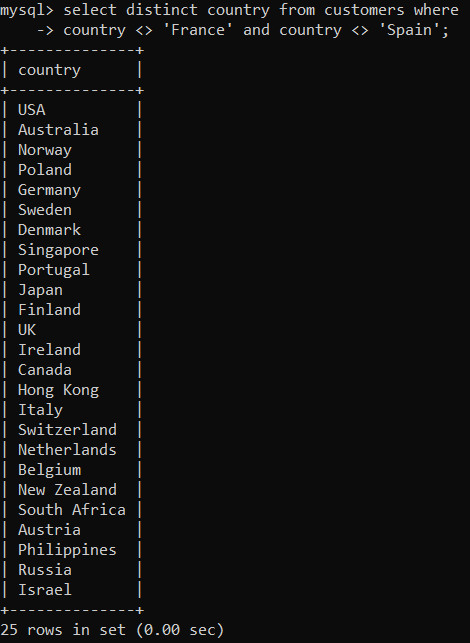 mysql> select distinct country from customers where
    -> country <> 'France' and country <> 'Spain';
+--------------+
| country      |
+--------------+
| USA          |
| Australia    |
| Norway       |
| Poland       |
| Germany      |
| Sweden       |
| Denmark      |
| Singapore    |
| Portugal     |
| Japan        |
| Finland      |
| UK           |
| Ireland      |
| Canada       |
| Hong Kong    |
| Italy        |
| Switzerland  |
| Netherlands  |
| Belgium      |
| New Zealand  |
| South Africa |
| Austria      |
| Philippines  |
| Russia       |
| Israel       |
+--------------+
25 rows in set (0.00 sec)